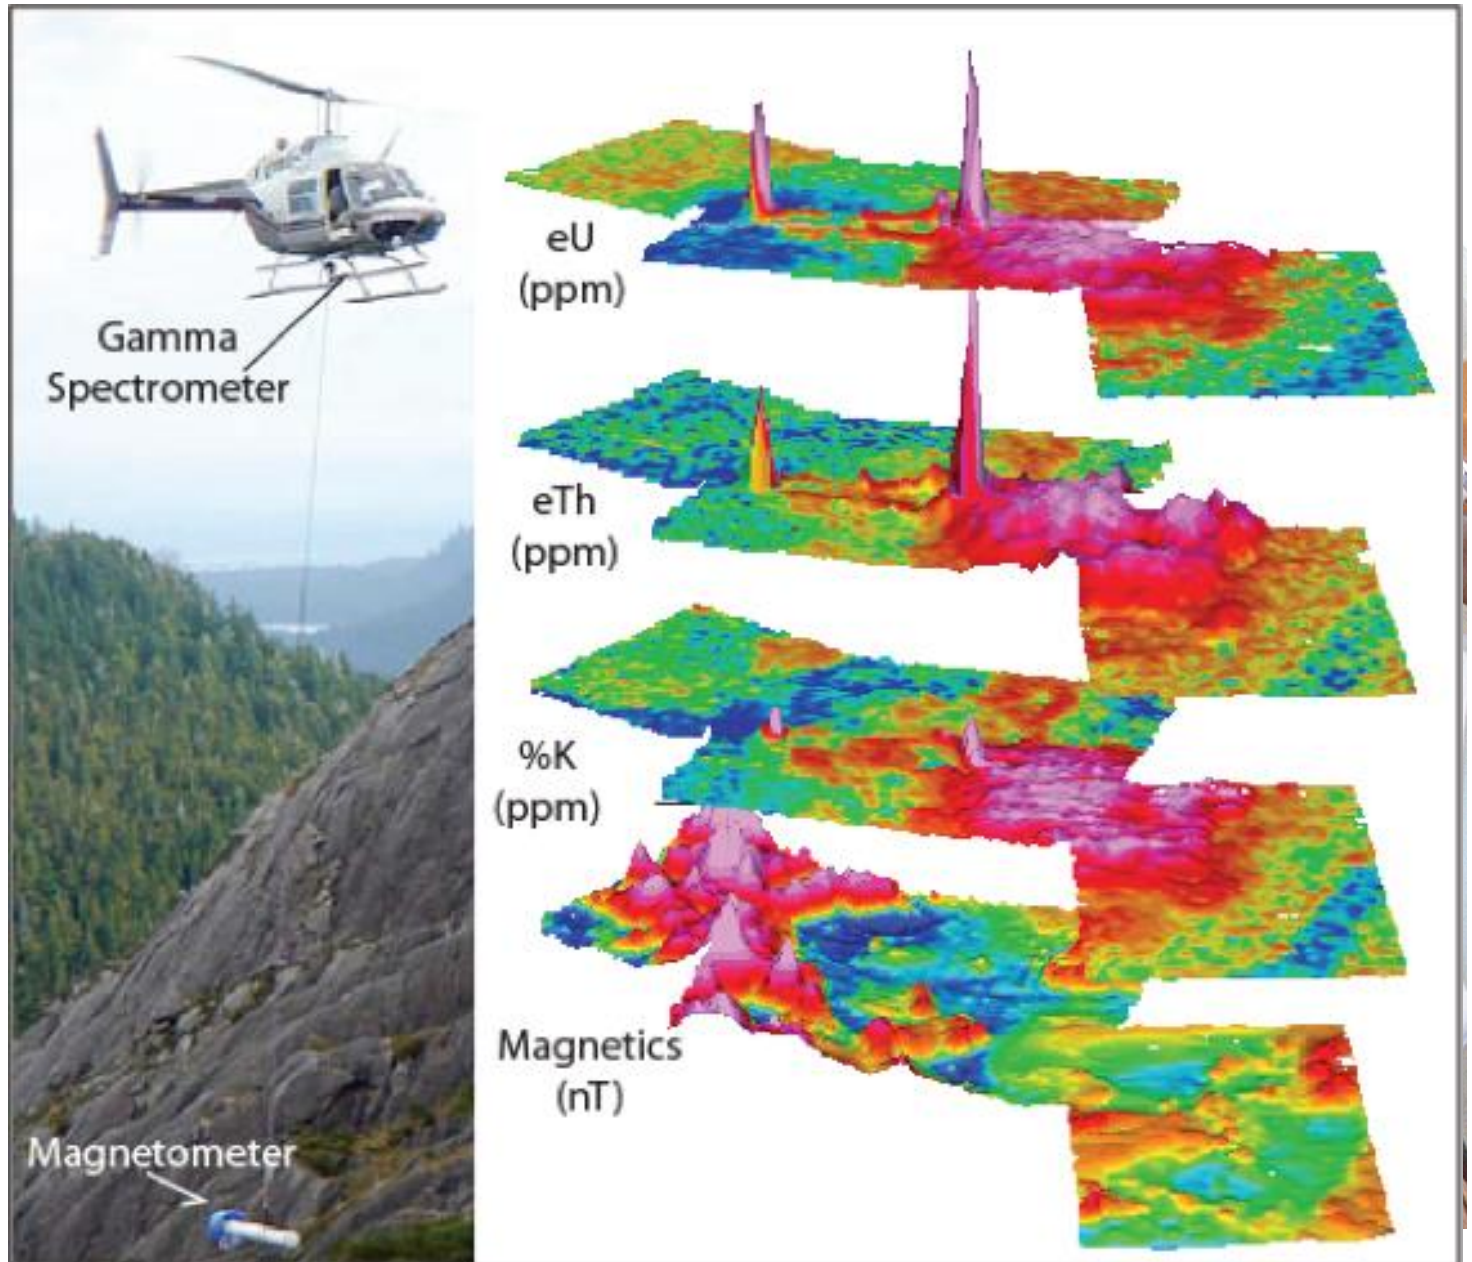 Gamma
Spectrometer
Magnetometer
eU
(ppm)
eTh
(ppm)
%K
(ppm)
Magnetics
(nT)